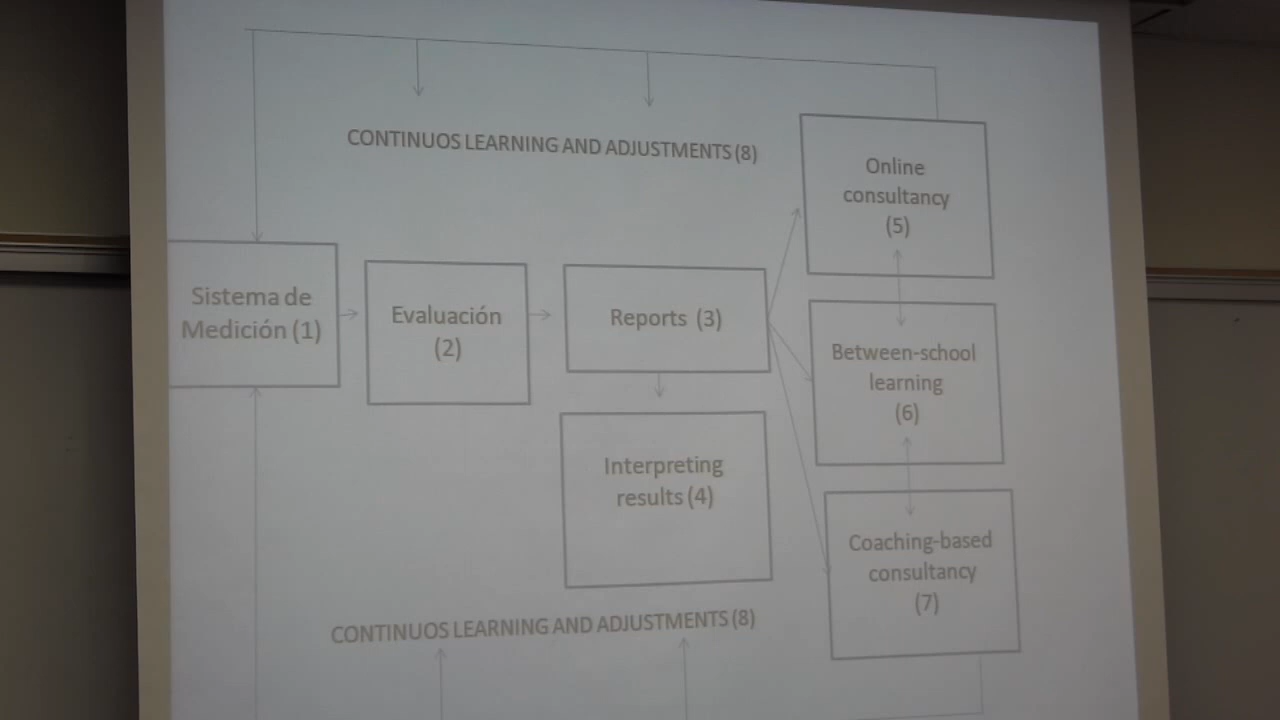 CONTINUOS LEARNING AND ADJUSTMENTS (8)
Online
consultancy
(5)
Sistema de
Medición (1)
Evaluación
(2)
Reports (3)
Between-school
learning
(6)
Interpreting
results (4)
Coaching-based
consultancy
(7)
CONTINUOS LEARNING AND ADJUSTMENTS (8)